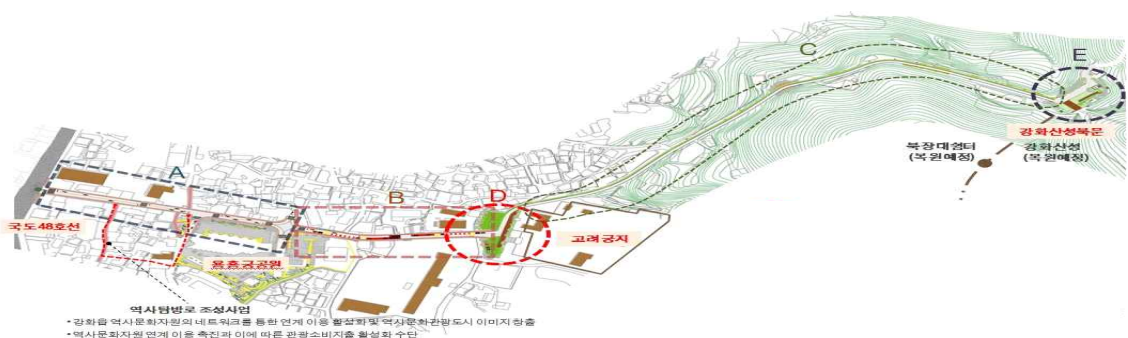 C
E
강화산성북문
북장대쉼터
(복원예정)
강화산성
(복원예정)
A
B
D
국도48호선
용흥궁공원
고려궁지
역사탐방로 조성사업
• 강화읍 역사문화자원의 네트워크를 통한 연계 이용 활성화 및 역사문화관광도시 이미지 창출
• 역사문화자원 연계 이용 촉진과 이에 따른 관광소비지출 활성화 수단